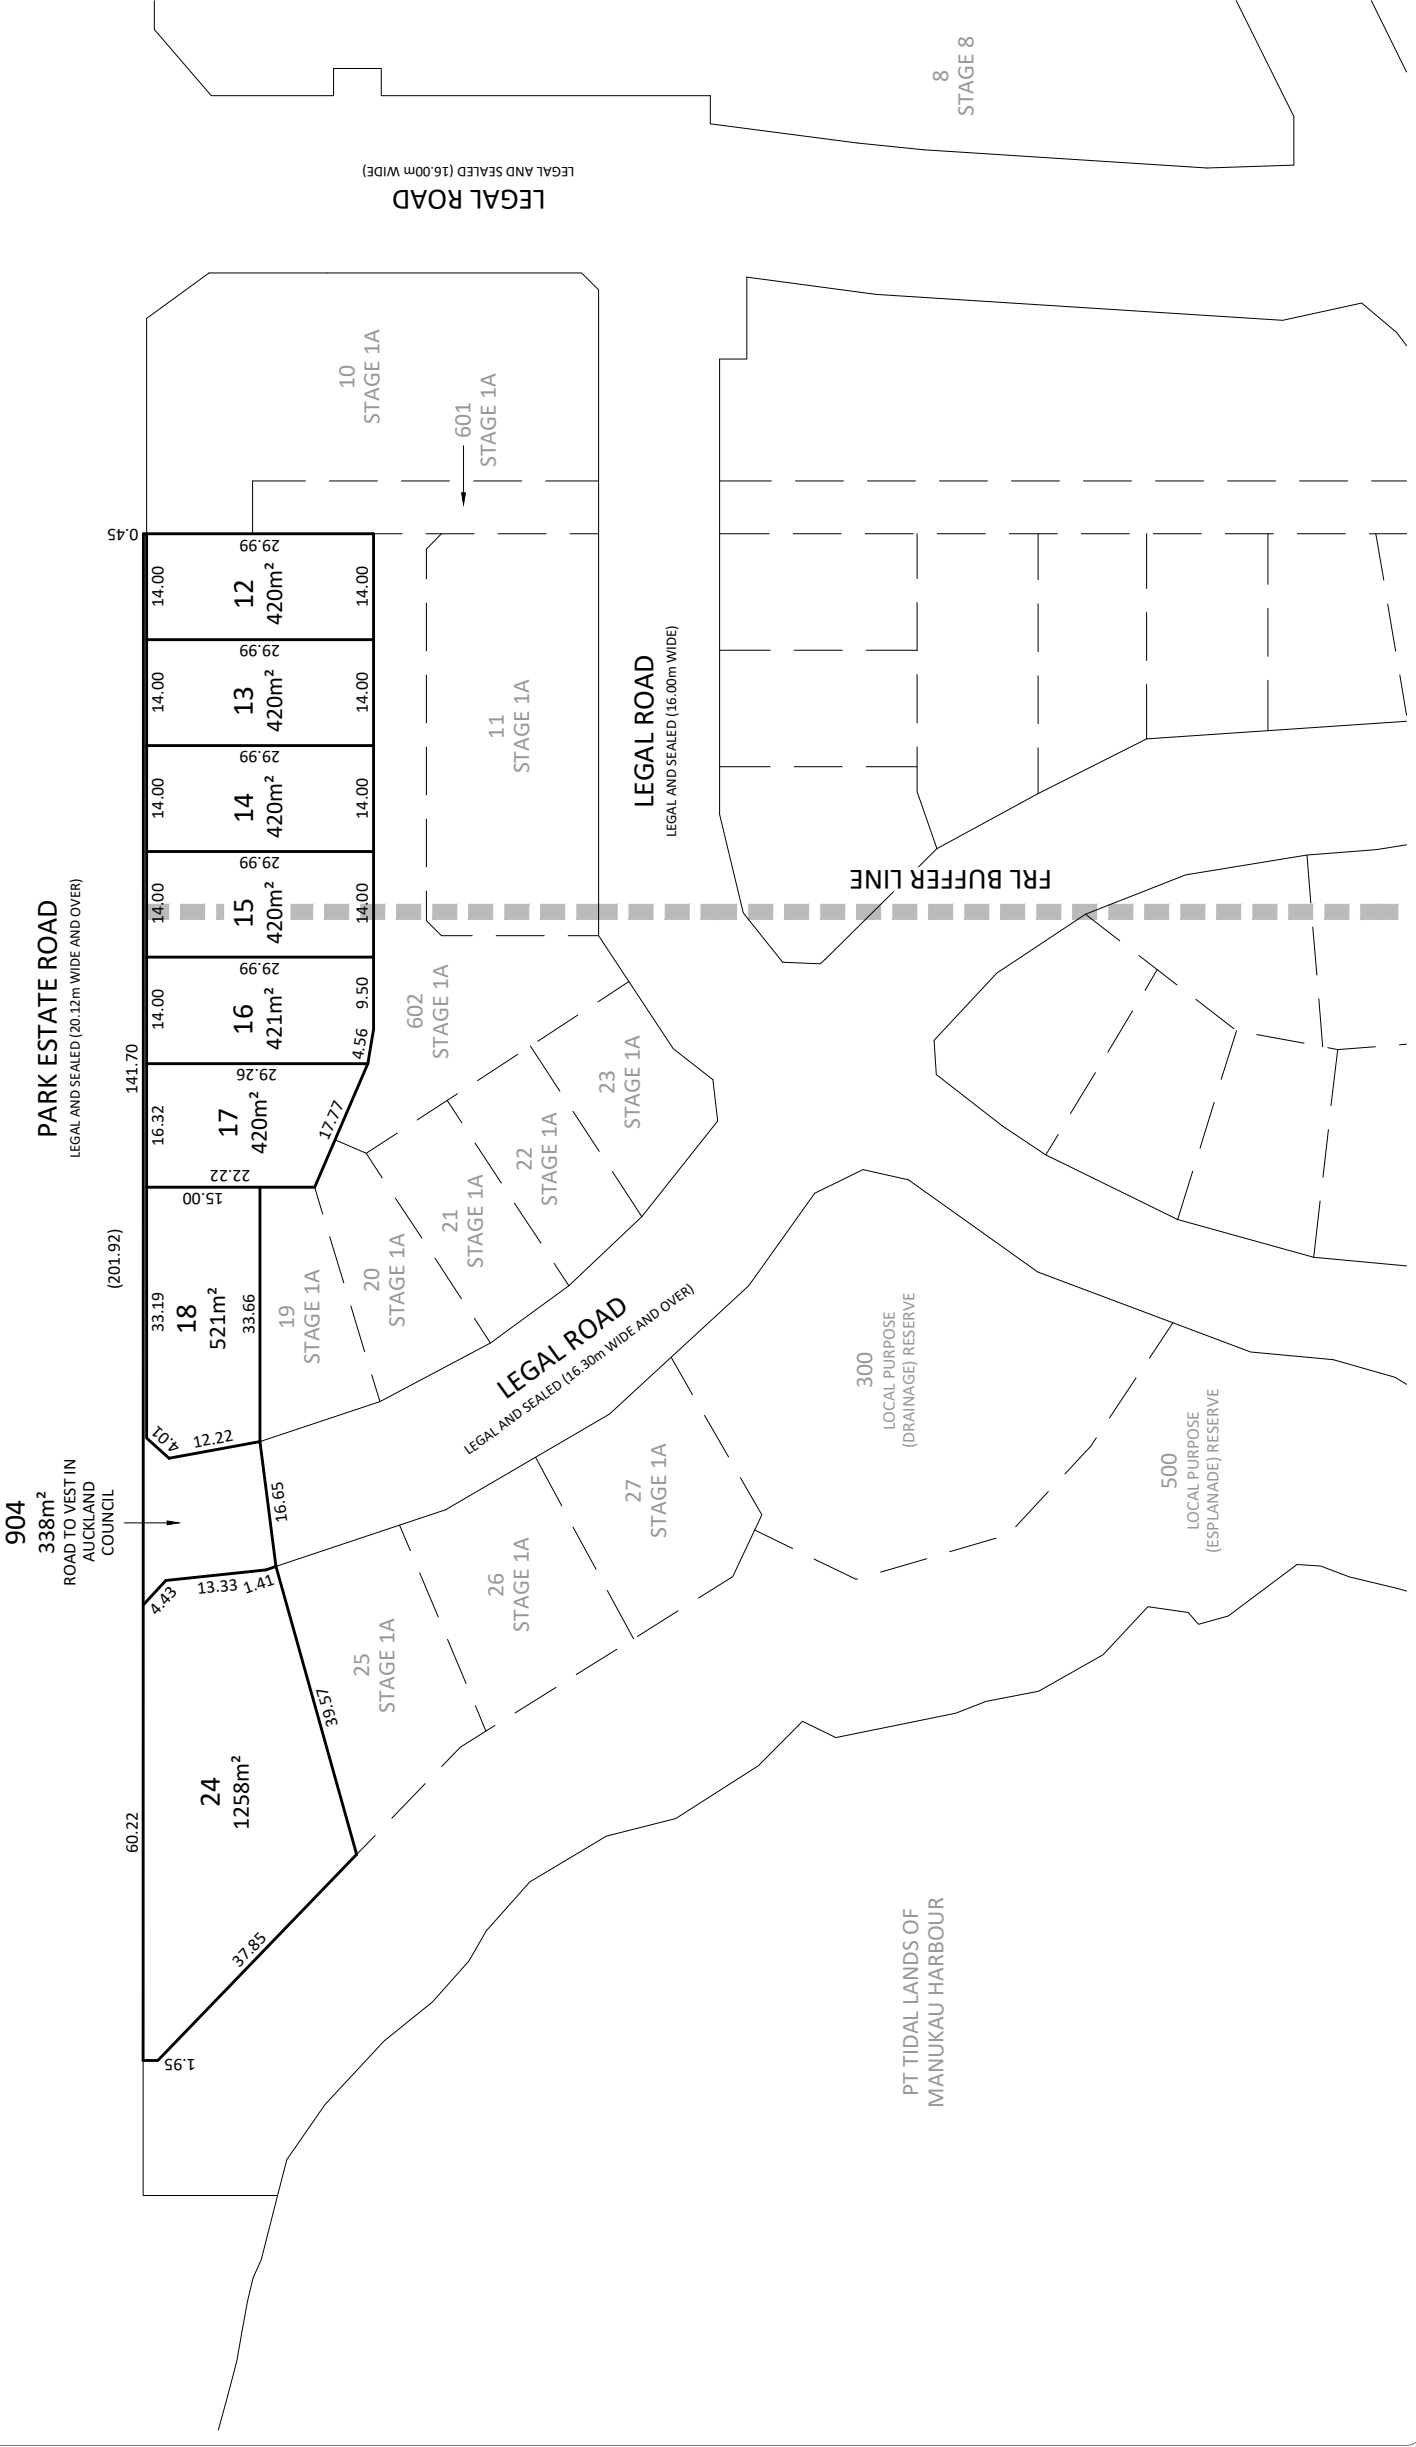 PARK ESTATE ROAD
LEGAL AND SEALED (20.12m WIDE AND OVER)
904
338m²
ROAD TO VEST IN
AUCKLAND
COUNCIL
(201.92)
141.70
60.22
0.45
1.95
37.85
39.57
24
1258m²
4.43
13.33
1.41
16.65
4.01
12.22
33.19
18
521m²
33.66
15.00
22.22
16.32
17
420m²
17.77
29.26
14.00
16
421m²
4.56
9.50
29.99
14.00
15
420m²
14.00
29.99
14.00
14
420m²
14.00
29.99
14.00
13
420m²
14.00
29.99
14.00
12
420m²
14.00
29.99
10
STAGE 1A
601
STAGE 1A
11
STAGE 1A
602
STAGE 1A
19
STAGE 1A
20
STAGE 1A
21
STAGE 1A
22
STAGE 1A
23
STAGE 1A
25
STAGE 1A
26
STAGE 1A
27
STAGE 1A
LEGAL ROAD
LEGAL AND SEALED (16.30m WIDE AND OVER)
LEGAL ROAD
LEGAL AND SEALED (16.00m WIDE)
LEGAL ROAD
LEGAL AND SEALED (16.00m WIDE)
8
STAGE 8
FRL BUFFER LINE
300
LOCAL PURPOSE
(DRAINAGE) RESERVE
500
LOCAL PURPOSE
(ESPLANADE) RESERVE
PT TIDAL LANDS OF
MANUKAU HARBOUR